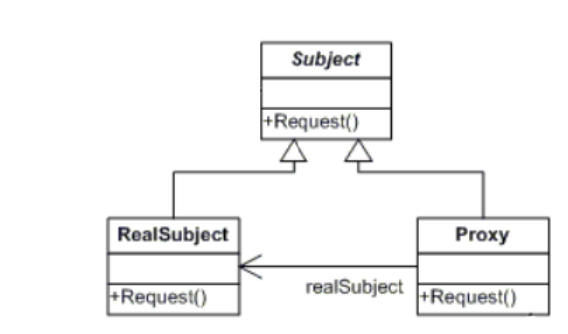 Subject
+Request()
RealSubject
Proxy
realSubject
+Request()
+Request()